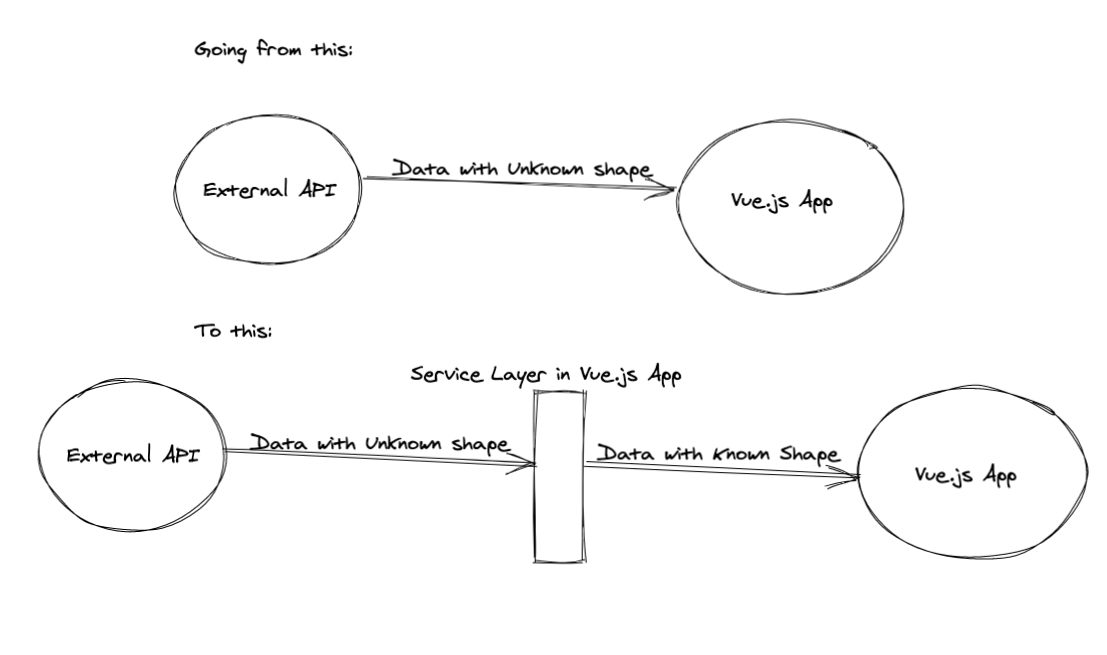 Going from this:
Data with Unknown shape
External API
Vue.js App
To this:
Service Layer in Vue.js App
Data with Unknown shape
Data with Known Shape
External API
Vue.js App